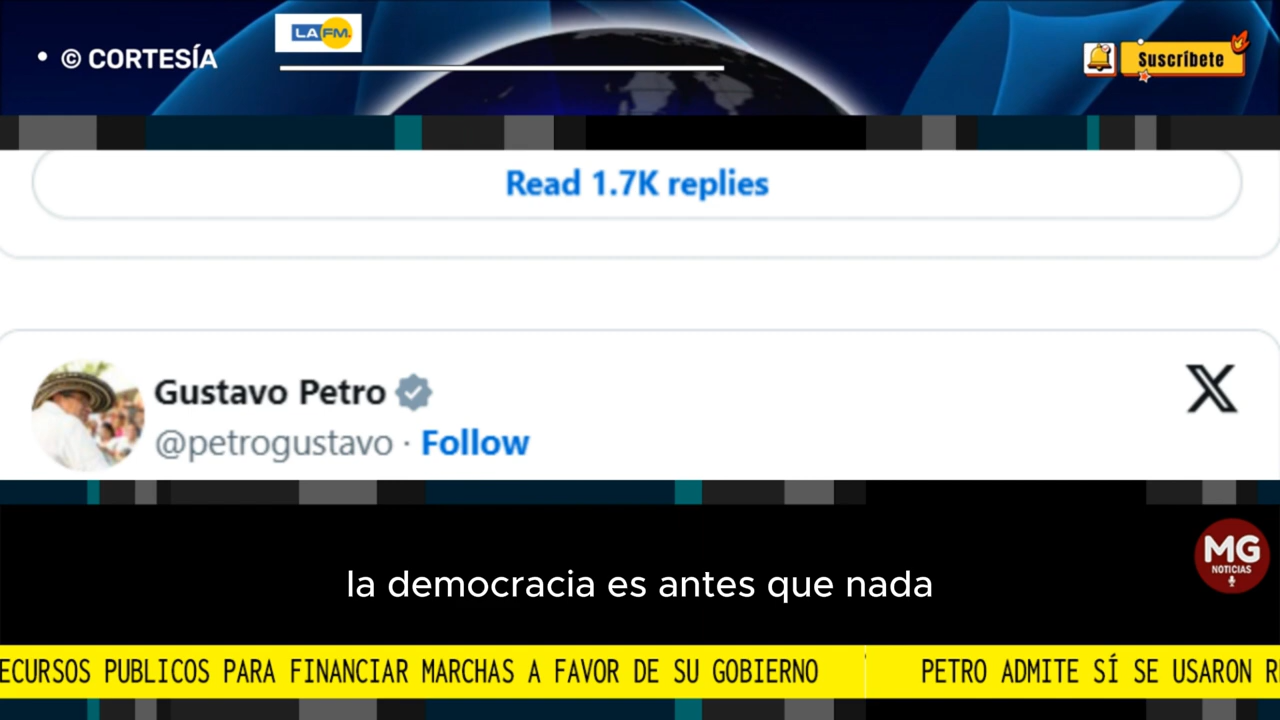 © CORTESÍA
LA FM.
Suscríbete
Read 1.7K replies
Gustavo Petro
@petrogustavo · Follow
MG
NOTICIAS
la democracia es antes que nada
ECURSOS PUBLICOS PARA FINANCIAR MARCHAS A FAVOR DE SU GOBIERNO PETRO ADMITE SÍ SE USARON R